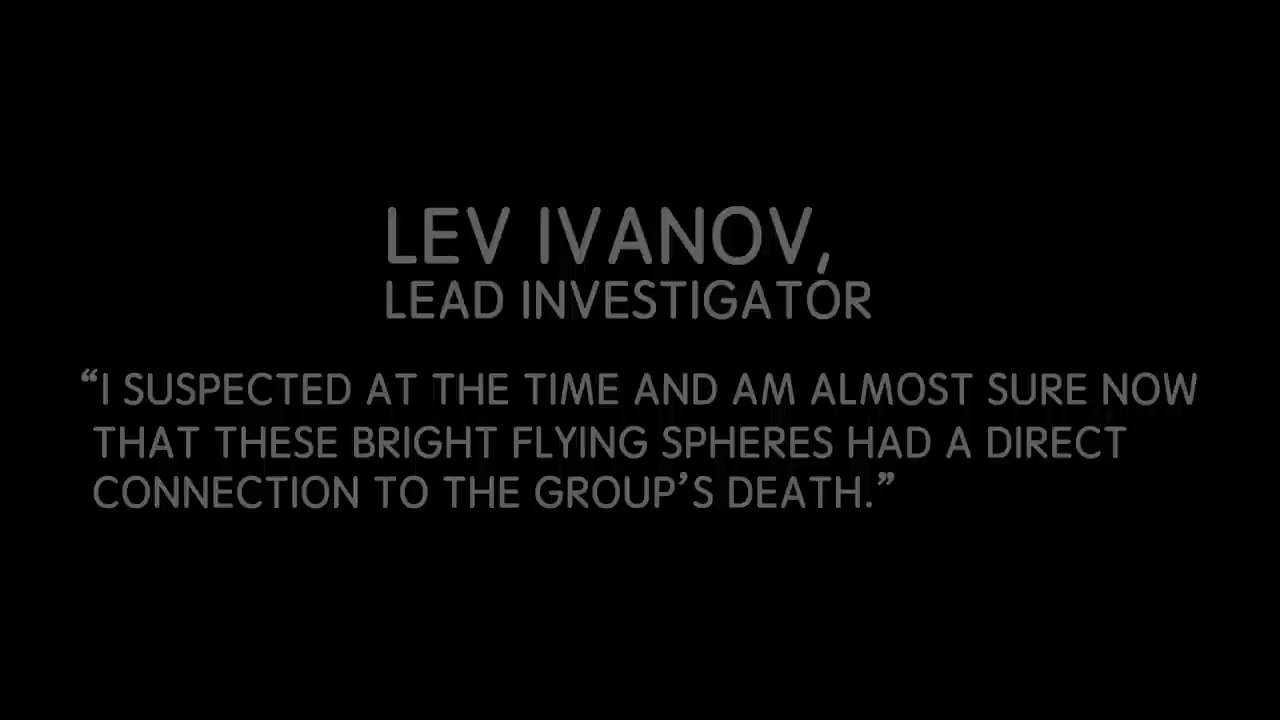 LEV IVANOV,
LEAD INVESTIGATOR
“I SUSPECTED AT THE TIME AND AM ALMOST SURE NOW
THAT THESE BRIGHT FLYING SPHERES HAD A DIRECT
CONNECTION TO THE GROUP’S DEATH.”